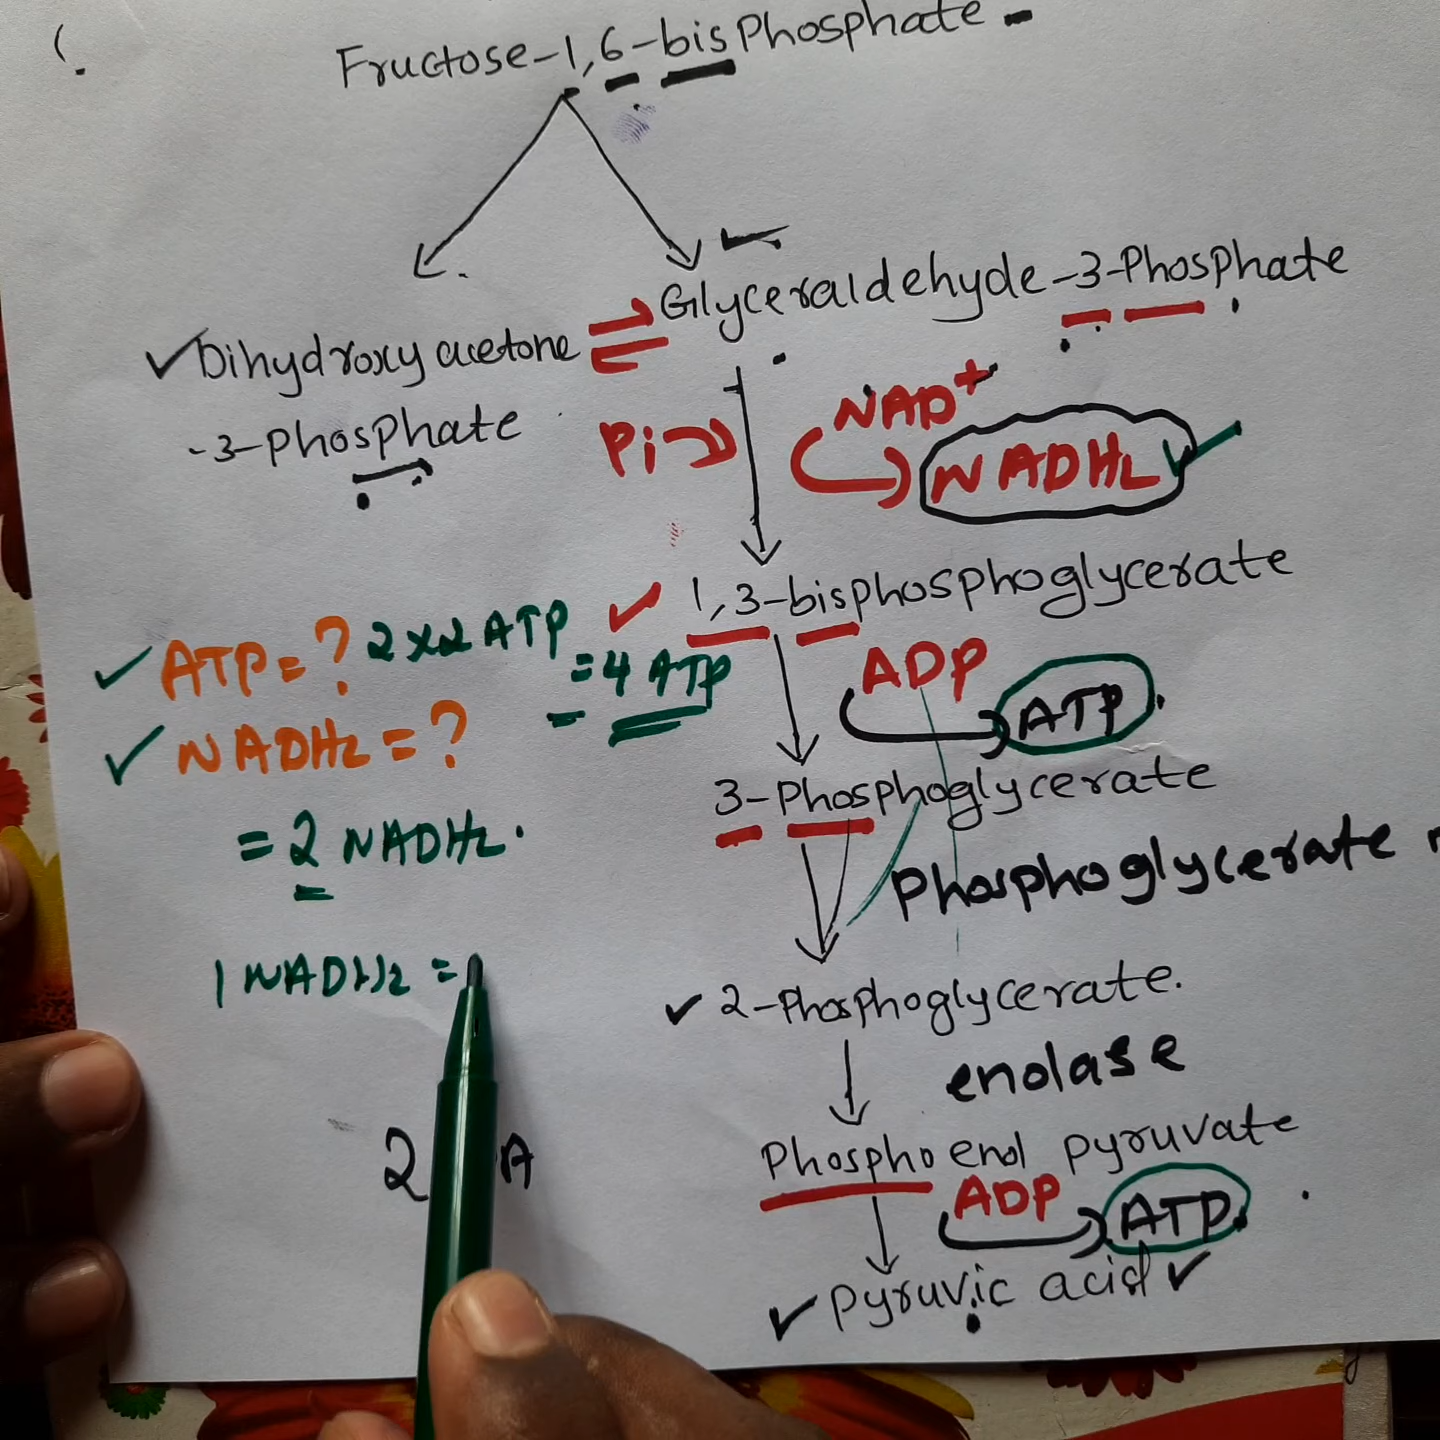 Fructose-1,6-bisphosphate
Glyceraldehyde-3-Phosphate
Dihydroxy acetone
-3-phosphate
NAD+
Pi
NADH2
1,3-bisphosphoglycerate
ATP=? 2x2 ATP
=4 ATP
ADP
ATP
NADH2=?
3-Phosphoglycerate
=2 NADH2.
Phosphoglycerate
1 NADH2=
2-Phosphoglycerate.
enolase
Phosphoenol pyruvate
2 A
ADP
ATP.
pyruvic acid